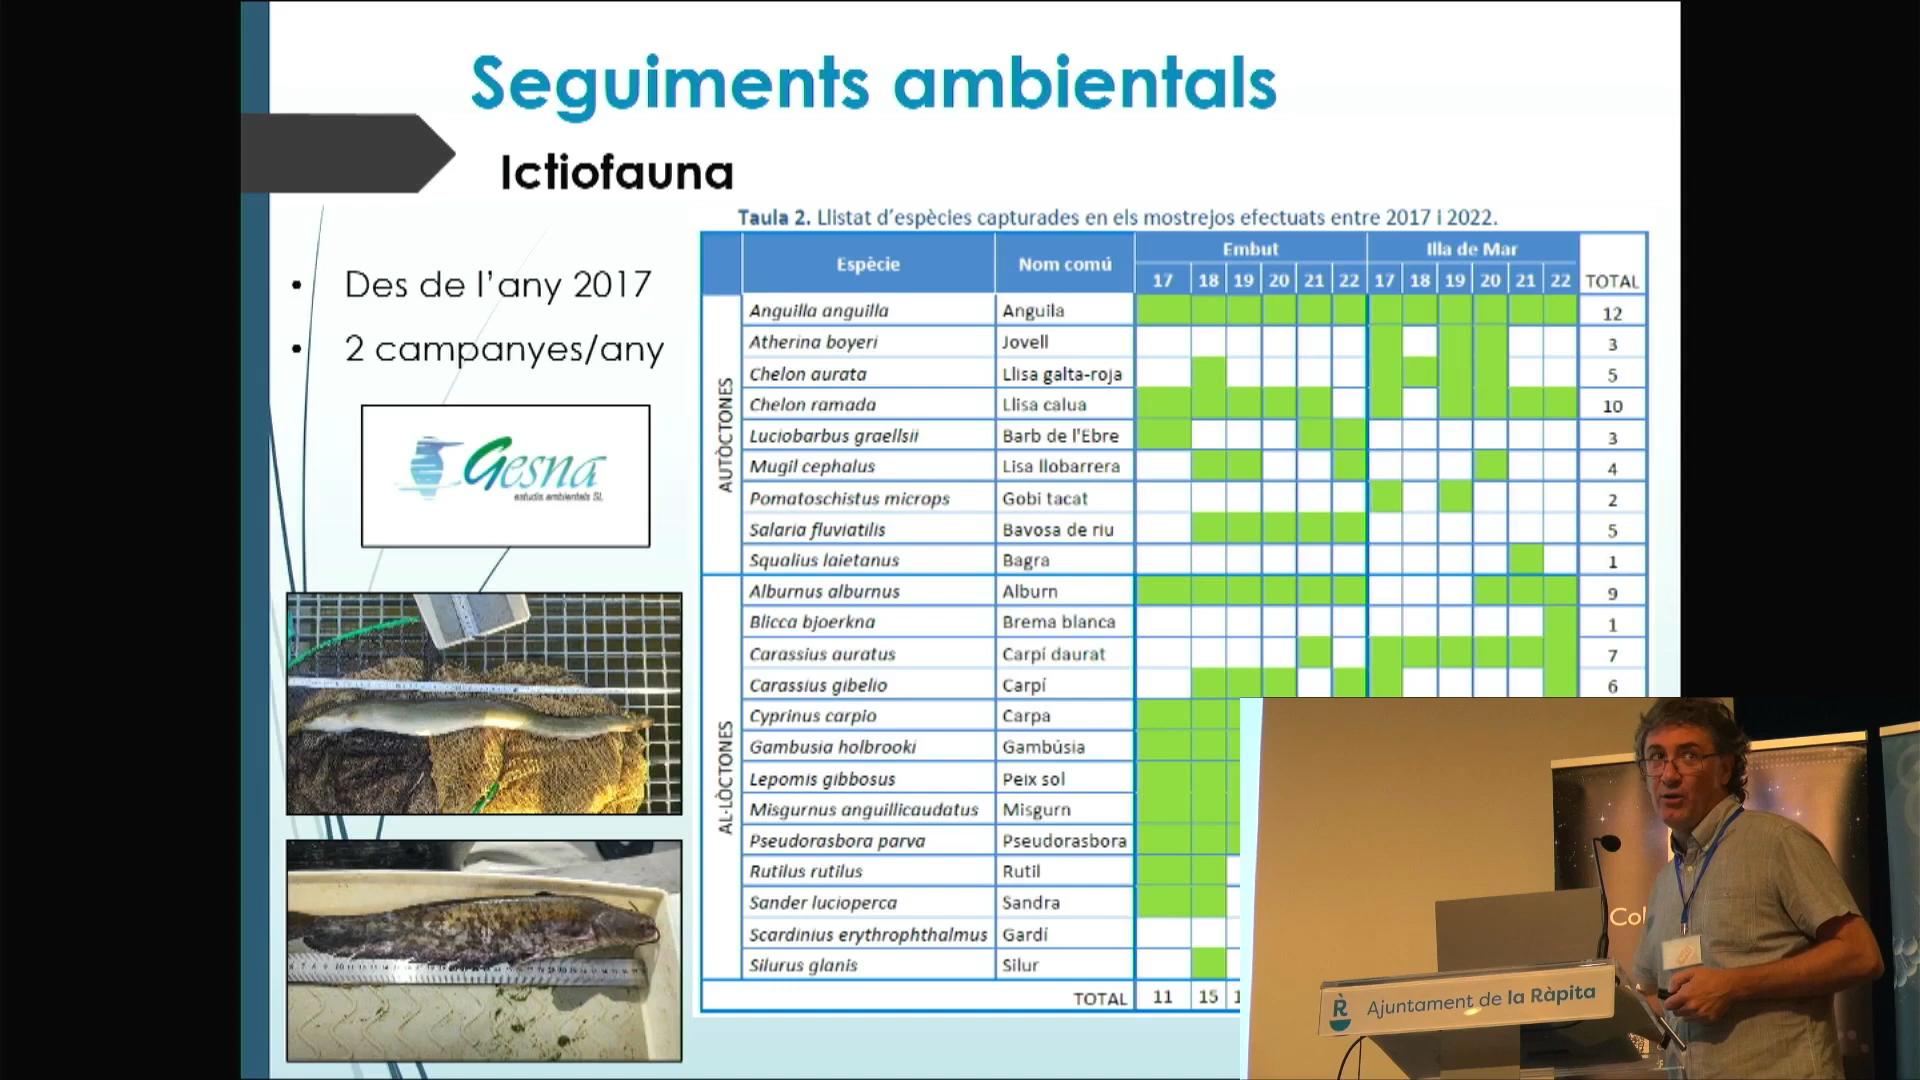 Seguiments ambientals
Ictiofauna
• Des de l'any 2017
• 2 campanyes/any
Gesna
estudis ambientals SL
Taula 2. Llistat d'espècies capturades en els mostrejos efectuats entre 2017 i 2022.
Espècie Nom comú Embut Illa de Mar TOTAL
17 18 19 20 21 22 17 18 19 20 21 22
AUTÒCTONES
Anguilla anguilla Anguila 12
Atherina boyeri Jovell 3
Chelon aurata Llisa galta-roja 5
Chelon ramada Llisa calua 10
Luciobarbus graellsii Barb de l'Ebre 3
Mugil cephalus Lisa llobarrera 4
Pomatoschistus microps Gobi tacat 2
Salaria fluviatilis Bavosa de riu 5
Squalius laietanus Bagra 1
AL·LÒCTONES
Alburnus alburnus Alburn 9
Blicca bjoerkna Brema blanca 1
Carassius auratus Carpí daurat 7
Carassius gibelio Carpí 6
Cyprinus carpio Carpa
Gambusia holbrooki Gambúsia
Lepomis gibbosus Peix sol
Misgurnus anguillicaudatus Misgurn
Pseudorasbora parva Pseudorasbora
Rutilus rutilus Rutil
Sander lucioperca Sandra
Scardinius erythrophthalmus Gardí
Silurus glanis Silur
TOTAL 11 15
Col
Ajuntament de la Ràpita